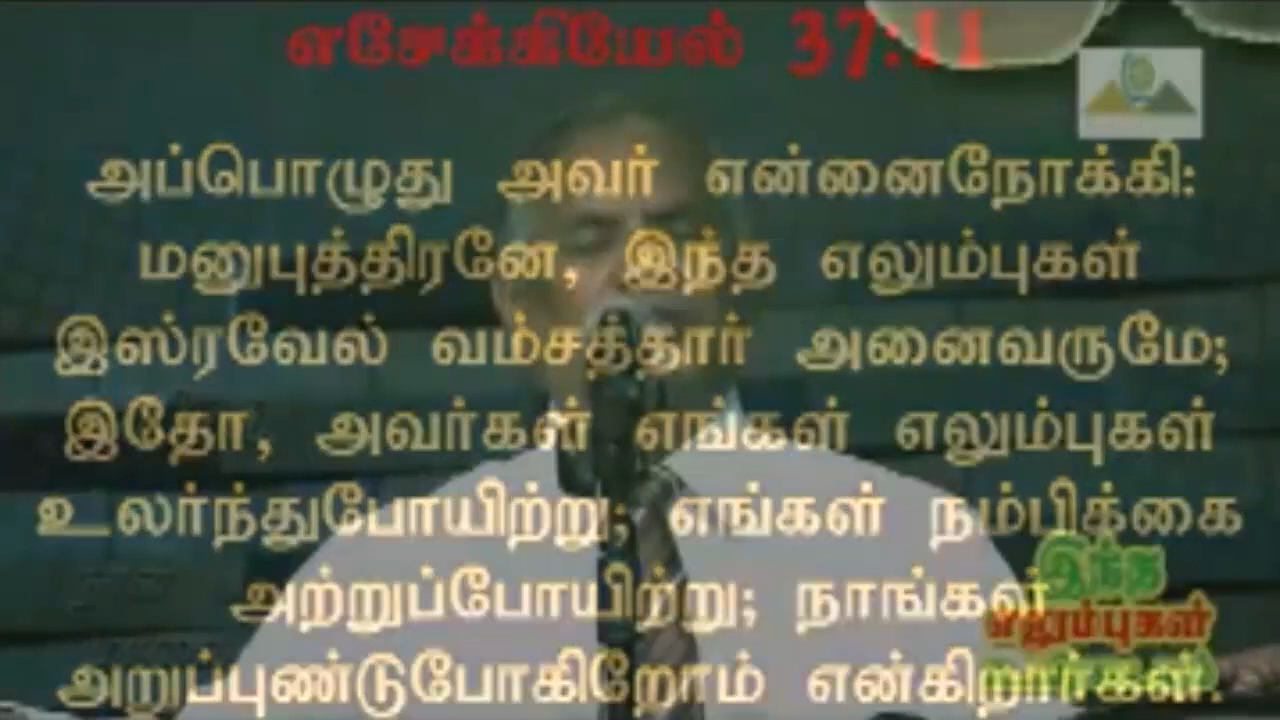 எசேக்கியேல் 37:11
அப்பொழுது அவர் என்னைநோக்கி:
மனுபுத்திரனே, இந்த எலும்புகள்
இஸ்ரவேல் வம்சத்தார் அனைவருமே;
இதோ, அவர்கள் எங்கள் எலும்புகள்
உலர்ந்துபோயிற்று; எங்கள் நம்பிக்கை
அற்றுப்போயிற்று; நாங்கள்
அறுப்புண்டுபோகிறோம் என்கிறார்கள்.
இந்த
எலும்புகள்